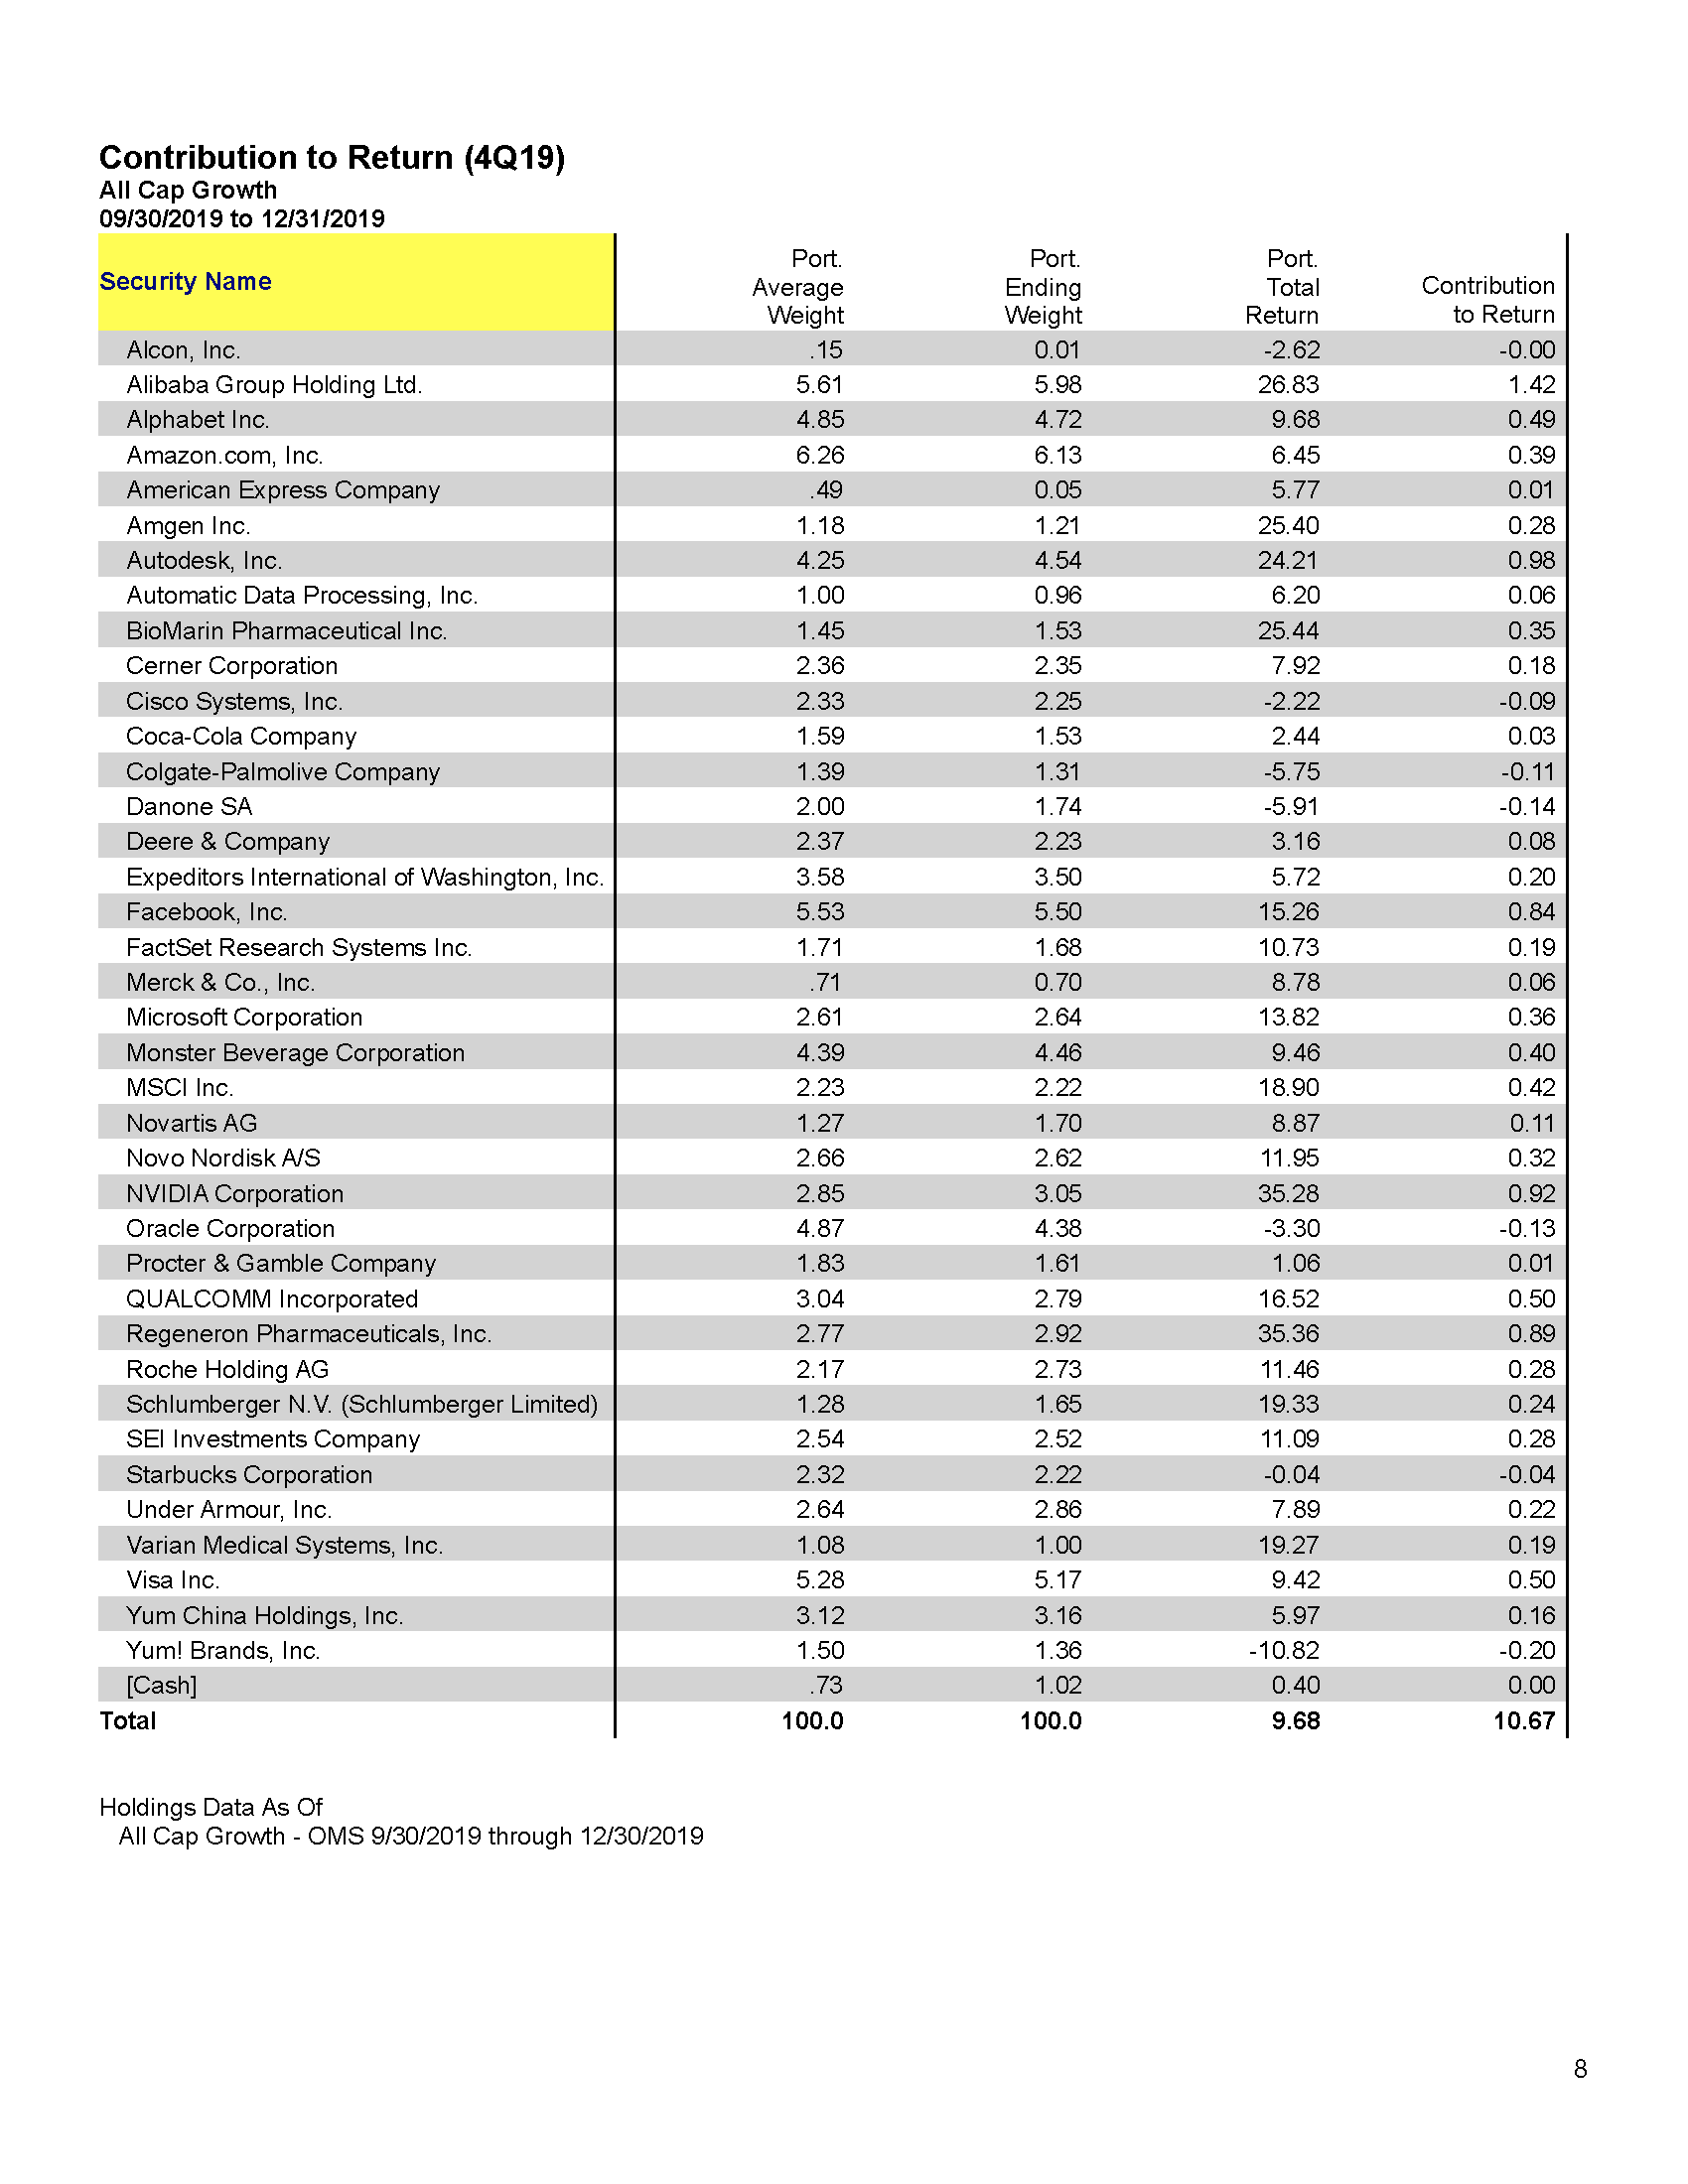 Contribution to Return (4Q19)
All Cap Growth
09/30/2019 to 12/31/2019
Security Name Port. Average Weight Port. Ending Weight Port. Total Return Contribution to Return
Alcon, Inc. .15 0.01 -2.62 -0.00
Alibaba Group Holding Ltd. 5.61 5.98 26.83 1.42
Alphabet Inc. 4.85 4.72 9.68 0.49
Amazon.com, Inc. 6.26 6.13 6.45 0.39
American Express Company .49 0.05 5.77 0.01
Amgen Inc. 1.18 1.21 25.40 0.28
Autodesk, Inc. 4.25 4.54 24.21 0.98
Automatic Data Processing, Inc. 1.00 0.96 6.20 0.06
BioMarin Pharmaceutical Inc. 1.45 1.53 25.44 0.35
Cerner Corporation 2.36 2.35 7.92 0.18
Cisco Systems, Inc. 2.33 2.25 -2.22 -0.09
Coca-Cola Company 1.59 1.53 2.44 0.03
Colgate-Palmolive Company 1.39 1.31 -5.75 -0.11
Danone SA 2.00 1.74 -5.91 -0.14
Deere & Company 2.37 2.23 3.16 0.08
Expeditors International of Washington, Inc. 3.58 3.50 5.72 0.20
Facebook, Inc. 5.53 5.50 15.26 0.84
FactSet Research Systems Inc. 1.71 1.68 10.73 0.19
Merck & Co., Inc. .71 0.70 8.78 0.06
Microsoft Corporation 2.61 2.64 13.82 0.36
Monster Beverage Corporation 4.39 4.46 9.46 0.40
MSCI Inc. 2.23 2.22 18.90 0.42
Novartis AG 1.27 1.70 8.87 0.11
Novo Nordisk A/S 2.66 2.62 11.95 0.32
NVIDIA Corporation 2.85 3.05 35.28 0.92
Oracle Corporation 4.87 4.38 -3.30 -0.13
Procter & Gamble Company 1.83 1.61 1.06 0.01
QUALCOMM Incorporated 3.04 2.79 16.52 0.50
Regeneron Pharmaceuticals, Inc. 2.77 2.92 35.36 0.89
Roche Holding AG 2.17 2.73 11.46 0.28
Schlumberger N.V. (Schlumberger Limited) 1.28 1.65 19.33 0.24
SEI Investments Company 2.54 2.52 11.09 0.28
Starbucks Corporation 2.32 2.22 -0.04 -0.04
Under Armour, Inc. 2.64 2.86 7.89 0.22
Varian Medical Systems, Inc. 1.08 1.00 19.27 0.19
Visa Inc. 5.28 5.17 9.42 0.50
Yum China Holdings, Inc. 3.12 3.16 5.97 0.16
Yum! Brands, Inc. 1.50 1.36 -10.82 -0.20
[Cash] .73 1.02 0.40 0.00
Total 100.0 100.0 9.68 10.67
Holdings Data As Of
All Cap Growth - OMS 9/30/2019 through 12/30/2019
8